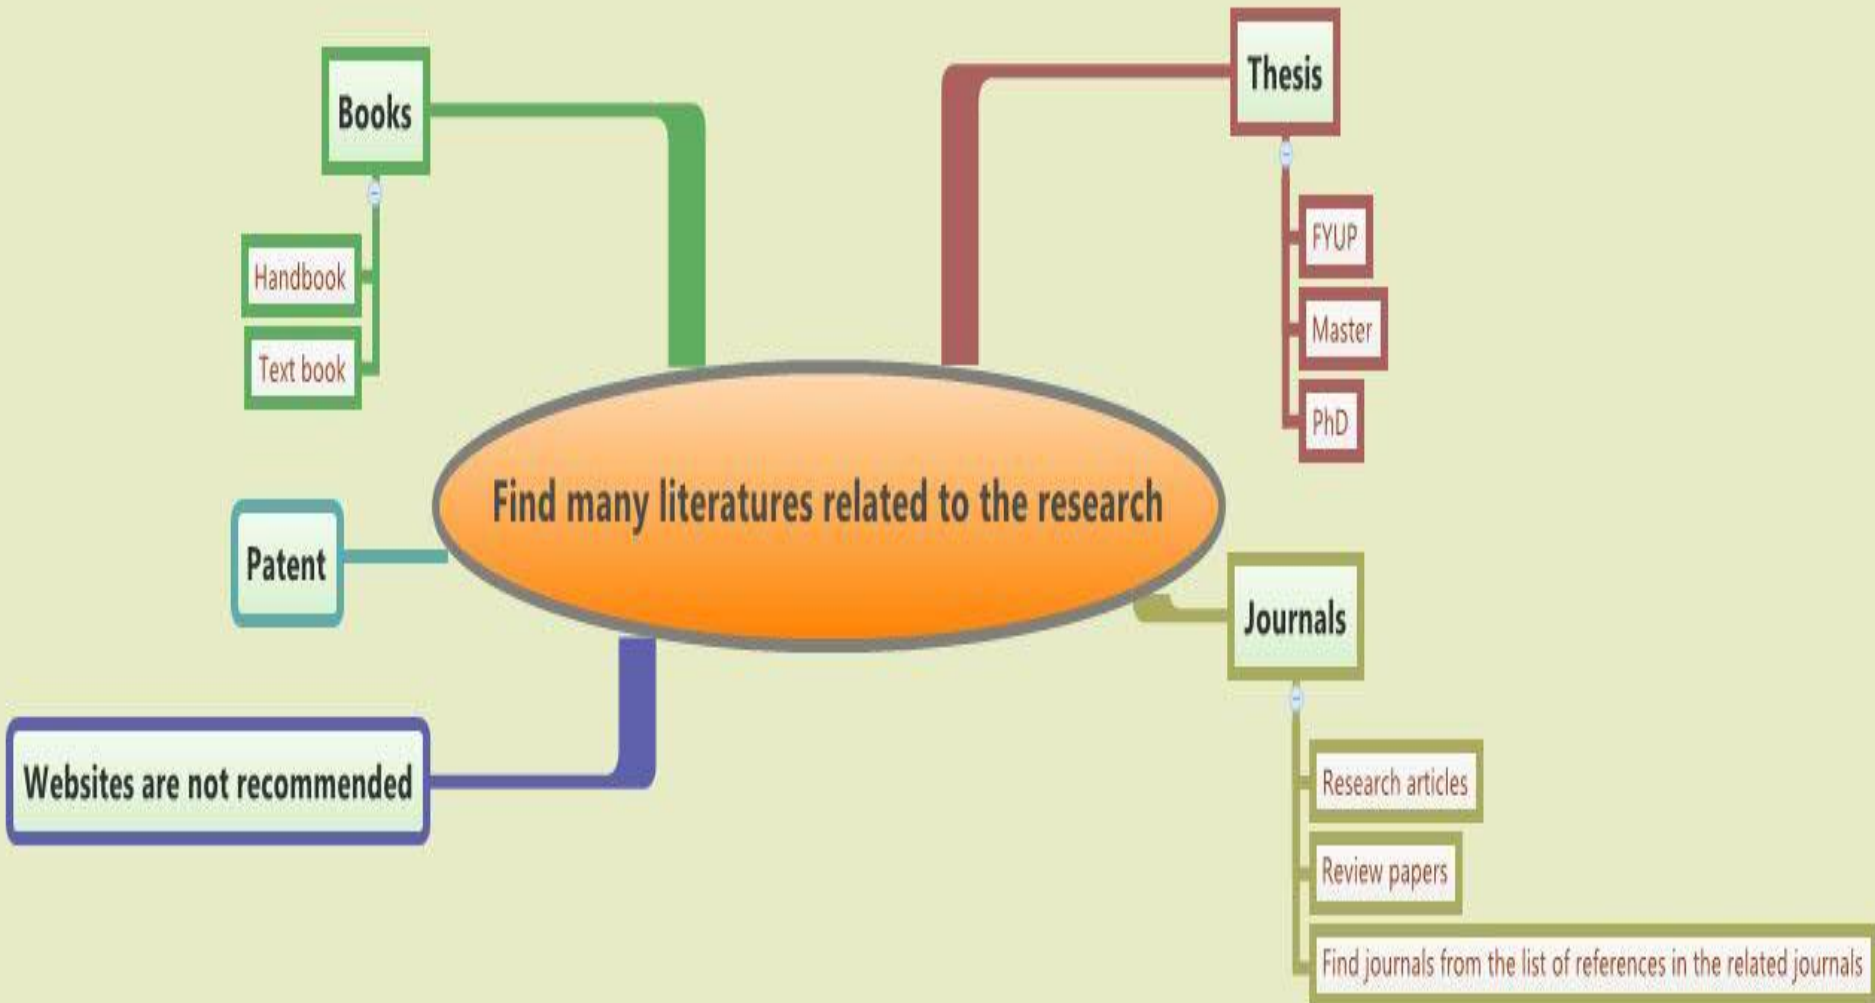 Find many literatures related to the research
Thesis
FYUP
Master
PhD
Journals
Research articles
Review papers
Find journals from the list of references in the related journals
Books
Handbook
Text book
Patent
Websites are not recommended